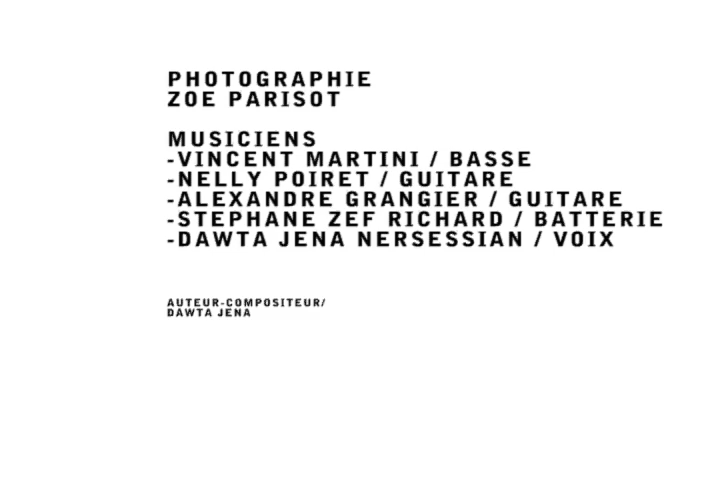 PHOTOGRAPHIE
ZOE PARISOT
MUSICIENS
-VINCENT MARTINI / BASSE
-NELLY POIRET / GUITARE
-ALEXANDRE GRANGIER / GUITARE
-STEPHANE ZEF RICHARD / BATTERIE
-DAWTA JENA NERSESSIAN / VOIX
AUTEUR-COMPOSITEUR/
DAWTA JENA